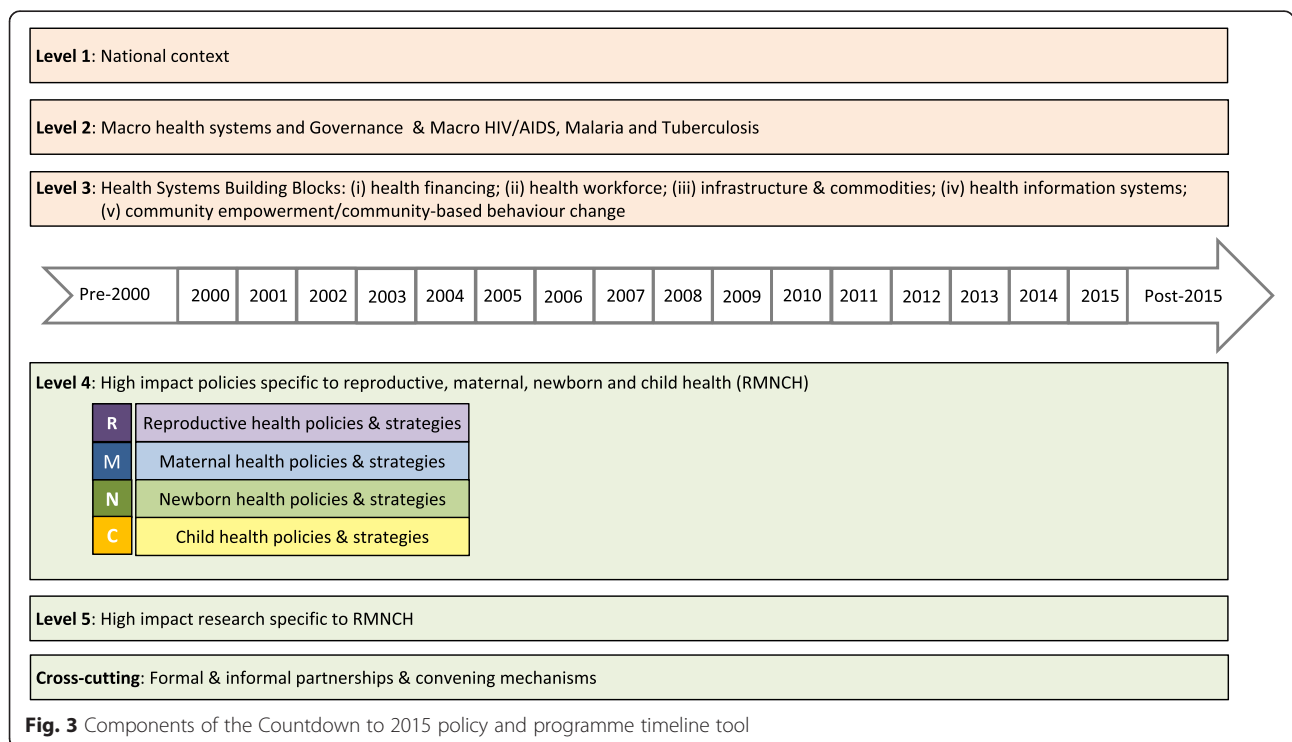 Level 1: National context
Level 2: Macro health systems and Governance & Macro HIV/AIDS, Malaria and Tuberculosis
Level 3: Health Systems Building Blocks: (i) health financing; (ii) health workforce; (iii) infrastructure & commodities; (iv) health information systems;
(v) community empowerment/community-based behaviour change
Pre-2000 2000 2001 2002 2003 2004 2005 2006 2007 2008 2009 2010 2011 2012 2013 2014 2015 Post-2015
Level 4: High impact policies specific to reproductive, maternal, newborn and child health (RMNCH)
R Reproductive health policies & strategies
M Maternal health policies & strategies
N Newborn health policies & strategies
C Child health policies & strategies
Level 5: High impact research specific to RMNCH
Cross-cutting: Formal & informal partnerships & convening mechanisms
Fig. 3 Components of the Countdown to 2015 policy and programme timeline tool